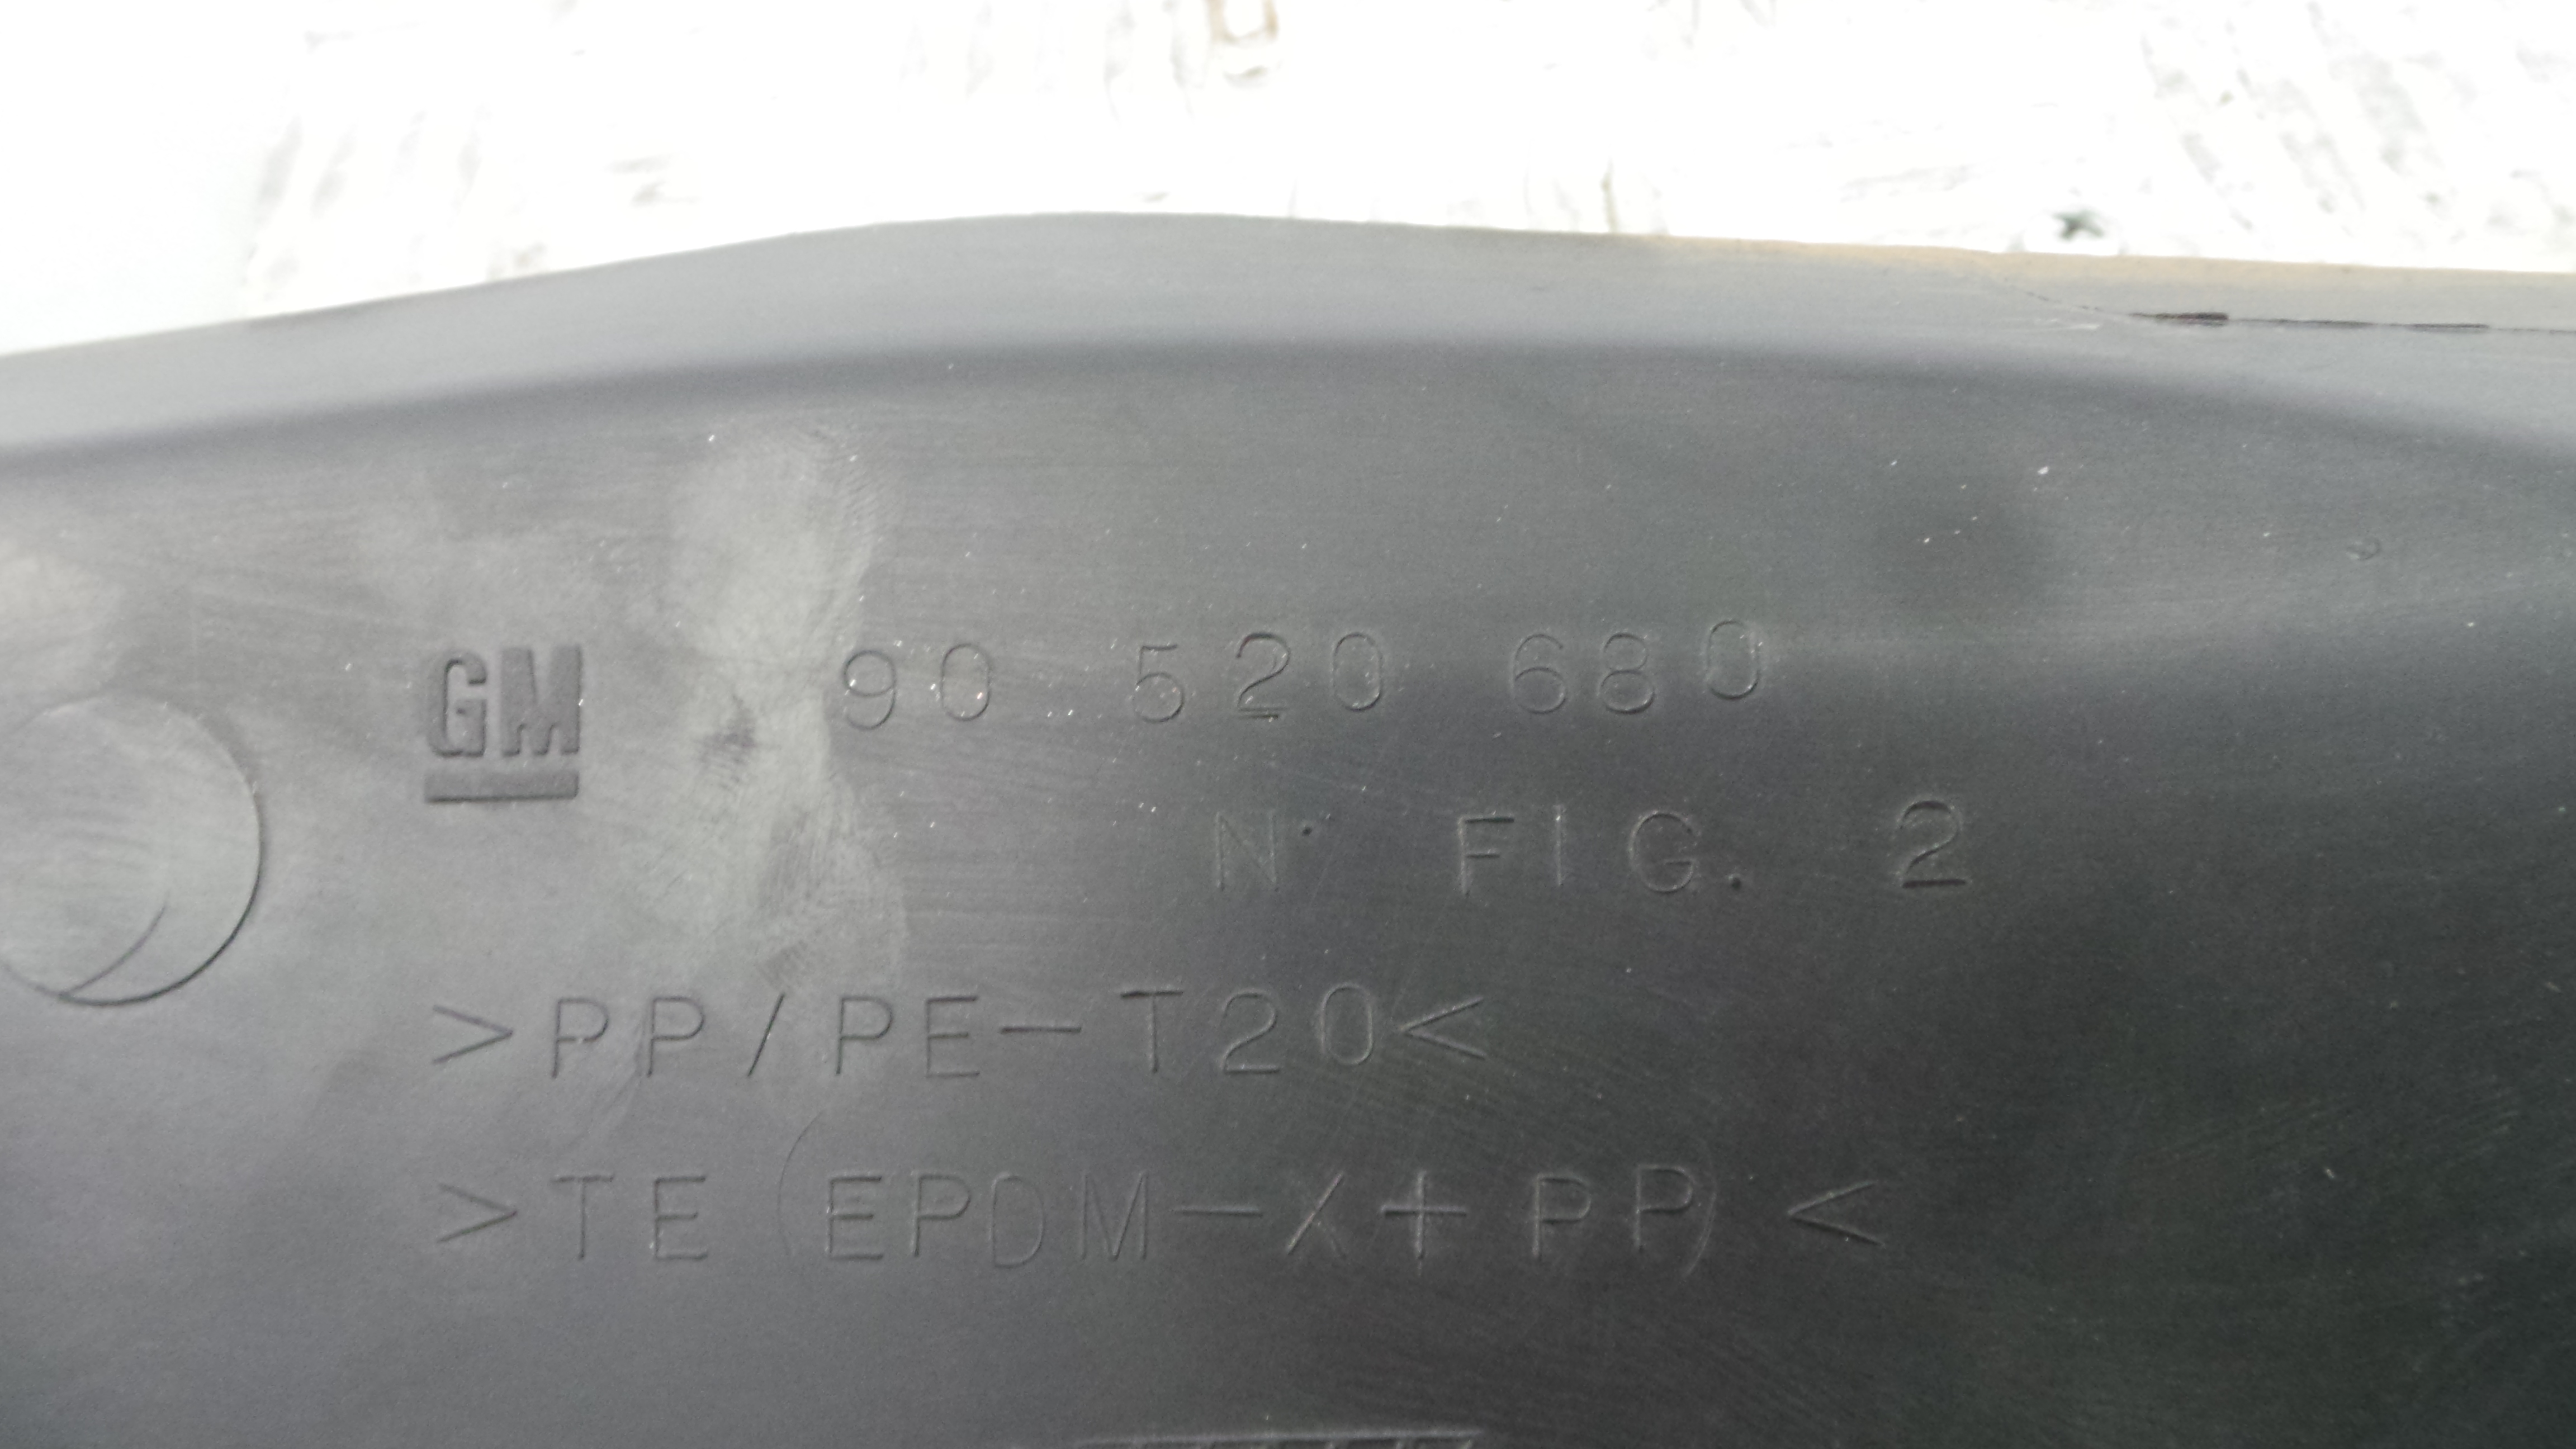 GM 90 520 680
N. FIG. 2
>PP/PE-T20<
>TE(EPDM-X+PP)<